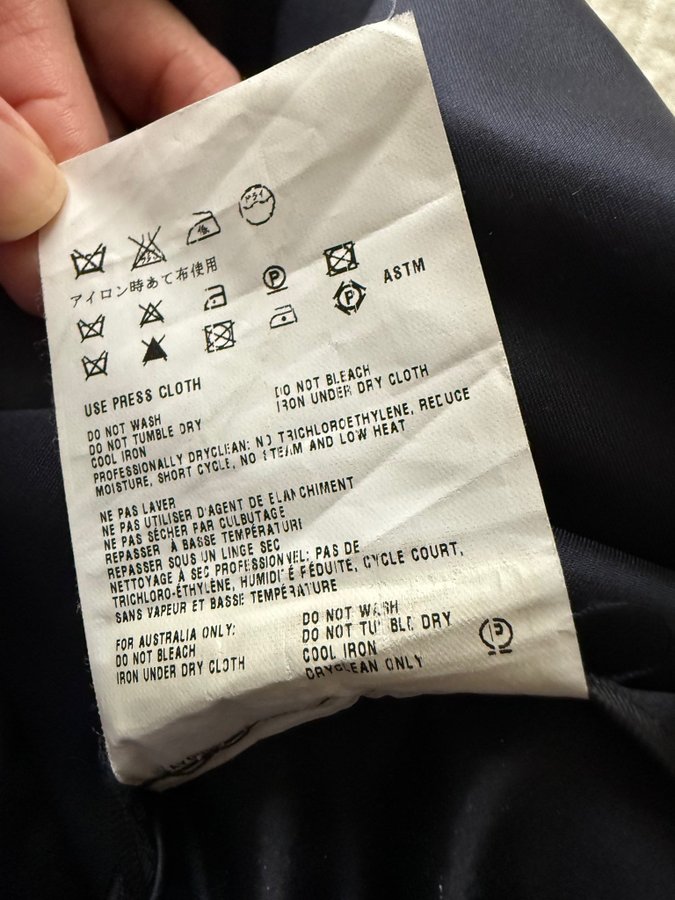 ドライ
アイロン時あて布使用
P
P ASTM
USE PRESS CLOTH
DO NOT WASH
DO NOT BLEACH
DO NOT TUMBLE DRY
IRON UNDER DRY CLOTH
COOL IRON
PROFESSIONALLY DRYCLEAN: NO TRICHLOROETHYLENE, REDUCE
MOISTURE, SHORT CYCLE, NO STEAM AND LOW HEAT
NE PAS LAVER
NE PAS UTILISER D'AGENT DE BLANCHIMENT
NE PAS SÉCHER PAR CULBUTAGE
REPASSER À BASSE TEMPÉRATURE
REPASSER SOUS UN LINGE SEC
NETTOYAGE À SEC PROFESSIONNEL: PAS DE
TRICHLORO-ÉTHYLÈNE, HUMIDITÉ RÉDUITE, CYCLE COURT,
SANS VAPEUR ET BASSE TEMPÉRATURE
FOR AUSTRALIA ONLY:
DO NOT BLEACH
IRON UNDER DRY CLOTH
DO NOT WASH
DO NOT TUMBLE DRY
COOL IRON
DRYCLEAN ONLY
P